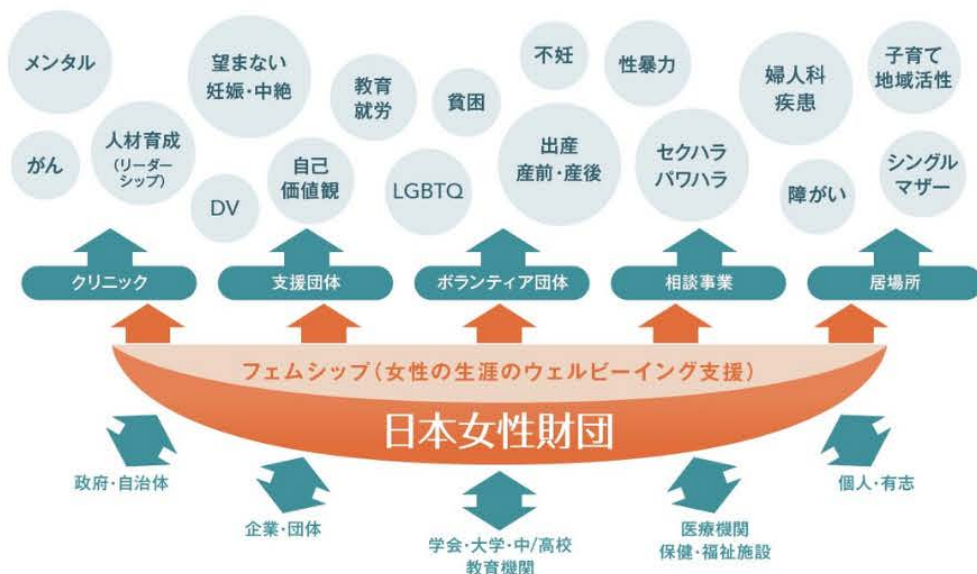 メンタル
望まない
妊娠・中絶
教育
就労
貧困
不妊
性暴力
婦人科
疾患
子育て
地域活性
がん
人材育成
(リーダー
シップ)
DV
自己
価値観
LGBTQ
出産
産前・産後
セクハラ
パワハラ
障がい
シングル
マザー
クリニック
支援団体
ボランティア団体
相談事業
居場所
フェムシップ(女性の生涯のウェルビーイング支援)
日本女性財団
政府・自治体
企業・団体
学会・大学・中/高校
教育機関
医療機関
保健・福祉施設
個人・有志